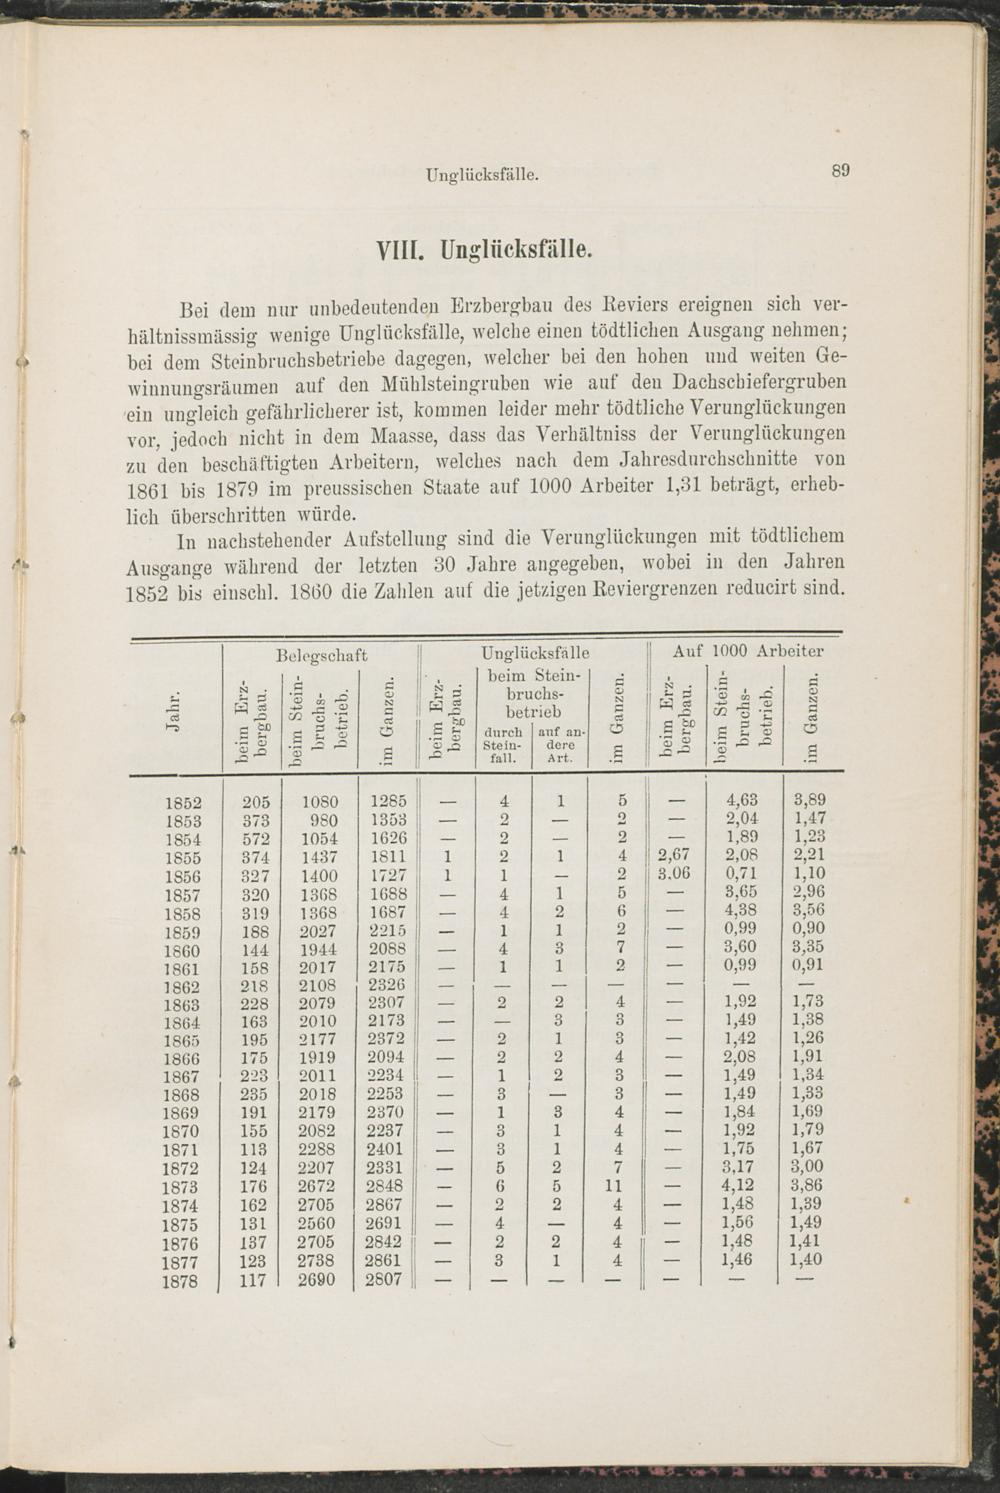 Unglücksfälle. 89
VIII. Unglücksfälle.
Bei dem nur unbedeutenden Erzbergbau des Reviers ereignen sich ver-
hältnissmässig wenige Unglücksfälle, welche einen tödtlichen Ausgang nehmen;
bei dem Steinbruchsbetriebe dagegen, welcher bei den hohen und weiten Ge-
winnungsräumen auf den Mühlsteingruben wie auf den Dachschiefergruben
ein ungleich gefährlicherer ist, kommen leider mehr tödtliche Verunglückungen
vor, jedoch nicht in dem Maasse, dass das Verhältniss der Verunglückungen
zu den beschäftigten Arbeitern, welches nach dem Jahresdurchschnitte von
1861 bis 1879 im preussischen Staate auf 1000 Arbeiter 1,31 beträgt, erheb-
lich überschritten würde.
In nachstehender Aufstellung sind die Verunglückungen mit tödtlichem
Ausgange während der letzten 30 Jahre angegeben, wobei in den Jahren
1852 bis einschl. 1860 die Zahlen auf die jetzigen Reviergrenzen reducirt sind.
Jahr.
Belegschaft
beim Erz-
bergbau.
beim Stein-
bruchs-
betrieb.
im Ganzen.
Unglücksfälle
beim Erz-
bergbau.
beim Stein-
bruchs-
betrieb
durch
Stein-
fall.
auf an-
dere
Art.
im Ganzen.
Auf 1000 Arbeiter
beim Erz-
bergbau.
beim Stein-
bruchs-
betrieb.
im Ganzen.
1852 205 1080 1285 — 4 1 5 — 4,63 3,89
1853 373 980 1353 — 2 — 2 — 2,04 1,47
1854 572 1054 1626 — 2 — 2 — 1,89 1,23
1855 374 1437 1811 1 2 1 4 2,67 2,08 2,21
1856 327 1400 1727 1 1 — 2 3.06 0,71 1,10
1857 320 1368 1688 — 4 1 5 — 3,65 2,96
1858 319 1368 1687 — 4 2 6 — 4,38 3,56
1859 188 2027 2215 — 1 1 2 — 0,99 0,90
1860 144 1944 2088 — 4 3 7 — 3,60 3,35
1861 158 2017 2175 — 1 1 2 — 0,99 0,91
1862 218 2108 2326 — — — — — — —
1863 228 2079 2307 — 2 2 4 — 1,92 1,73
1864 163 2010 2173 — — 3 3 — 1,49 1,38
1865 195 2177 2372 — 2 1 3 — 1,42 1,26
1866 175 1919 2094 — 2 2 4 — 2,08 1,91
1867 223 2011 2234 — 1 2 3 — 1,49 1,34
1868 235 2018 2253 — 3 — 3 — 1,49 1,33
1869 191 2179 2370 — 1 3 4 — 1,84 1,69
1870 155 2082 2237 — 3 1 4 — 1,92 1,79
1871 113 2288 2401 — 3 1 4 — 1,75 1,67
1872 124 2207 2331 — 5 2 7 — 3,17 3,00
1873 176 2672 2848 — 6 5 11 — 4,12 3,86
1874 162 2705 2867 — 2 2 4 — 1,48 1,39
1875 131 2560 2691 — 4 — 4 — 1,56 1,49
1876 137 2705 2842 — 2 2 4 — 1,48 1,41
1877 123 2738 2861 — 3 1 4 — 1,46 1,40
1878 117 2690 2807 — — — — — — —